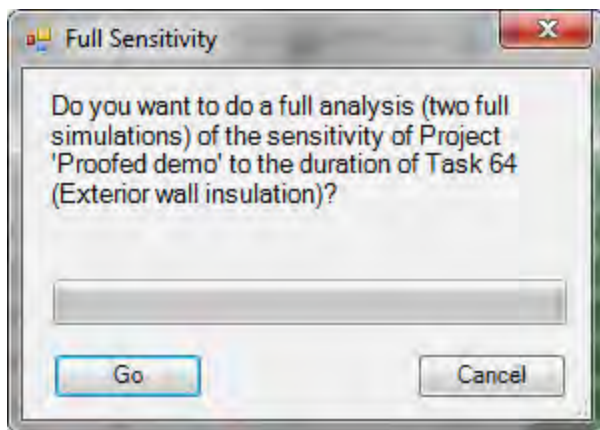 Full Sensitivity
Do you want to do a full analysis (two full
simulations) of the sensitivity of Project
'Proofed demo' to the duration of Task 64
(Exterior wall insulation)?
Go
Cancel